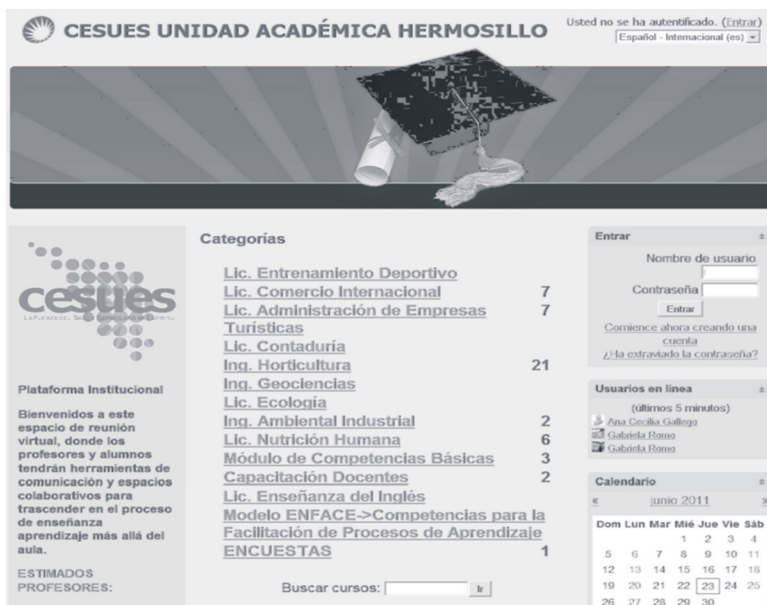 CESUES UNIDAD ACADÉMICA HERMOSILLO
Usted no se ha autentificado. (Entrar)
Español - Internacional (es)
cesues
Plataforma Institucional
Bienvenidos a este
espacio de reunión
virtual, donde los
profesores y alumnos
tendrán herramientas de
comunicación y espacios
colaborativos para
trascender en el proceso
de enseñanza
aprendizaje más allá del
aula.
ESTIMADOS
PROFESORES:
Categorías
Lic. Entrenamiento Deportivo
Lic. Comercio Internacional 7
Lic. Administración de Empresas 7
Turísticas
Lic. Contaduría
Ing. Horticultura 21
Ing. Geociencias
Lic. Ecología
Ing. Ambiental Industrial 2
Lic. Nutrición Humana 6
Módulo de Competencias Básicas 3
Capacitación Docentes 2
Lic. Enseñanza del Inglés
Modelo ENFACE->Competencias para la
Facilitación de Procesos de Aprendizaje
ENCUESTAS 1
Buscar cursos: Ir
Entrar
Nombre de usuario
Contraseña
Entrar
Comience ahora creando una
cuenta
¿Ha extraviado la contraseña?
Usuarios en linea
(últimos 5 minutos)
Ana Cecilia Gallego
Gabriela Romo
Gabriela Romo
Calendario
« junio 2011 »
Dom Lun Mar Mié Jue Vie Sáb
1 2 3 4
5 6 7 8 9 10 11
12 13 14 15 16 17 18
19 20 21 22 23 24 25
26 27 28 29 30